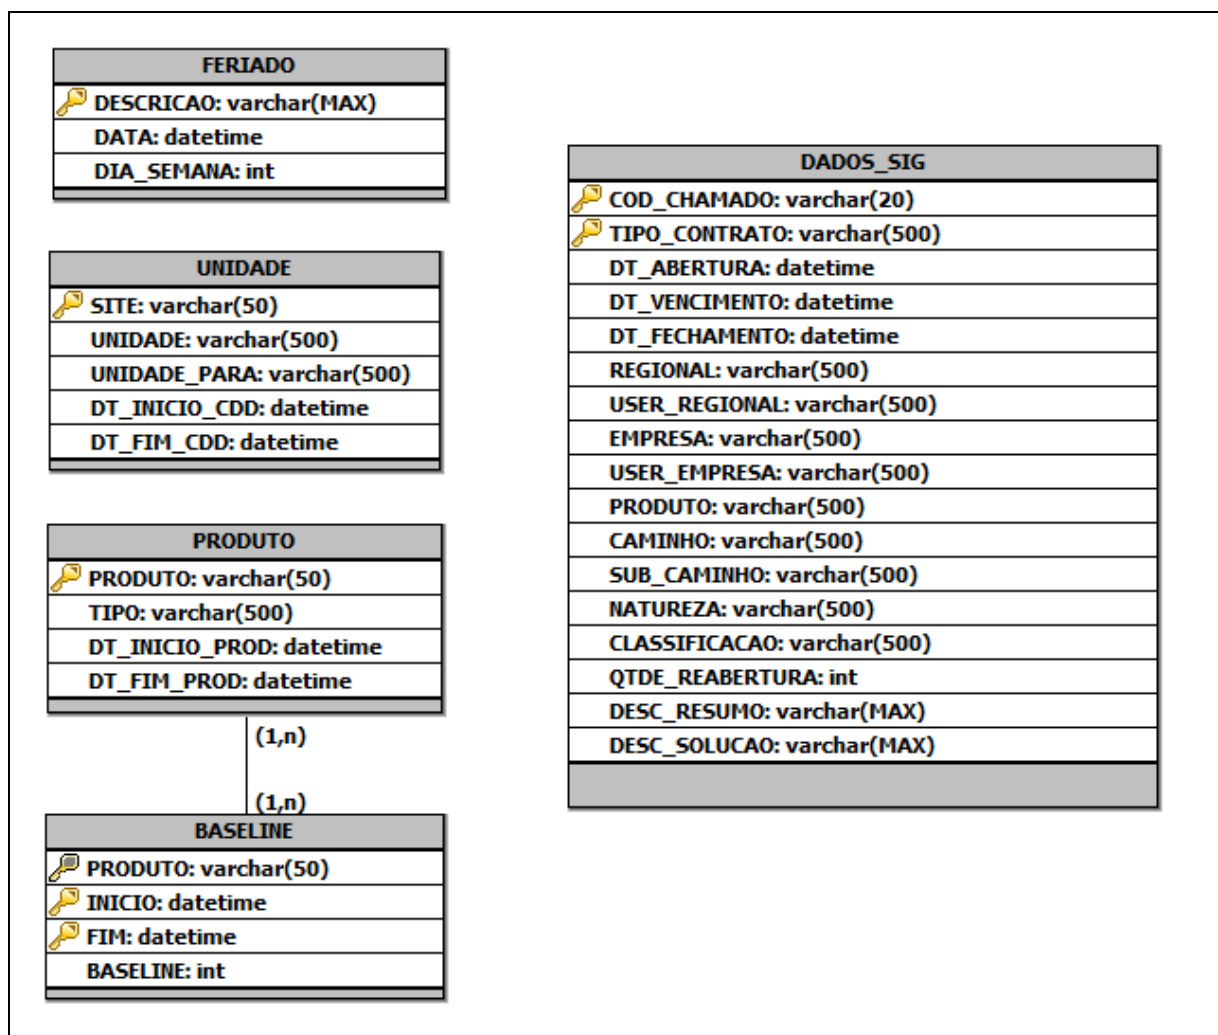 FERIADO
DESCRICAO: varchar(MAX)
DATA: datetime
DIA_SEMANA: int
UNIDADE
SITE: varchar(50)
UNIDADE: varchar(500)
UNIDADE_PARA: varchar(500)
DT_INICIO_CDD: datetime
DT_FIM_CDD: datetime
PRODUTO
PRODUTO: varchar(50)
TIPO: varchar(500)
DT_INICIO_PROD: datetime
DT_FIM_PROD: datetime
(1,n)
(1,n)
BASELINE
PRODUTO: varchar(50)
INICIO: datetime
FIM: datetime
BASELINE: int
DADOS_SIG
COD_CHAMADO: varchar(20)
TIPO_CONTRATO: varchar(500)
DT_ABERTURA: datetime
DT_VENCIMENTO: datetime
DT_FECHAMENTO: datetime
REGIONAL: varchar(500)
USER_REGIONAL: varchar(500)
EMPRESA: varchar(500)
USER_EMPRESA: varchar(500)
PRODUTO: varchar(500)
CAMINHO: varchar(500)
SUB_CAMINHO: varchar(500)
NATUREZA: varchar(500)
CLASSIFICACAO: varchar(500)
QTDE_REABERTURA: int
DESC_RESUMO: varchar(MAX)
DESC_SOLUCAO: varchar(MAX)